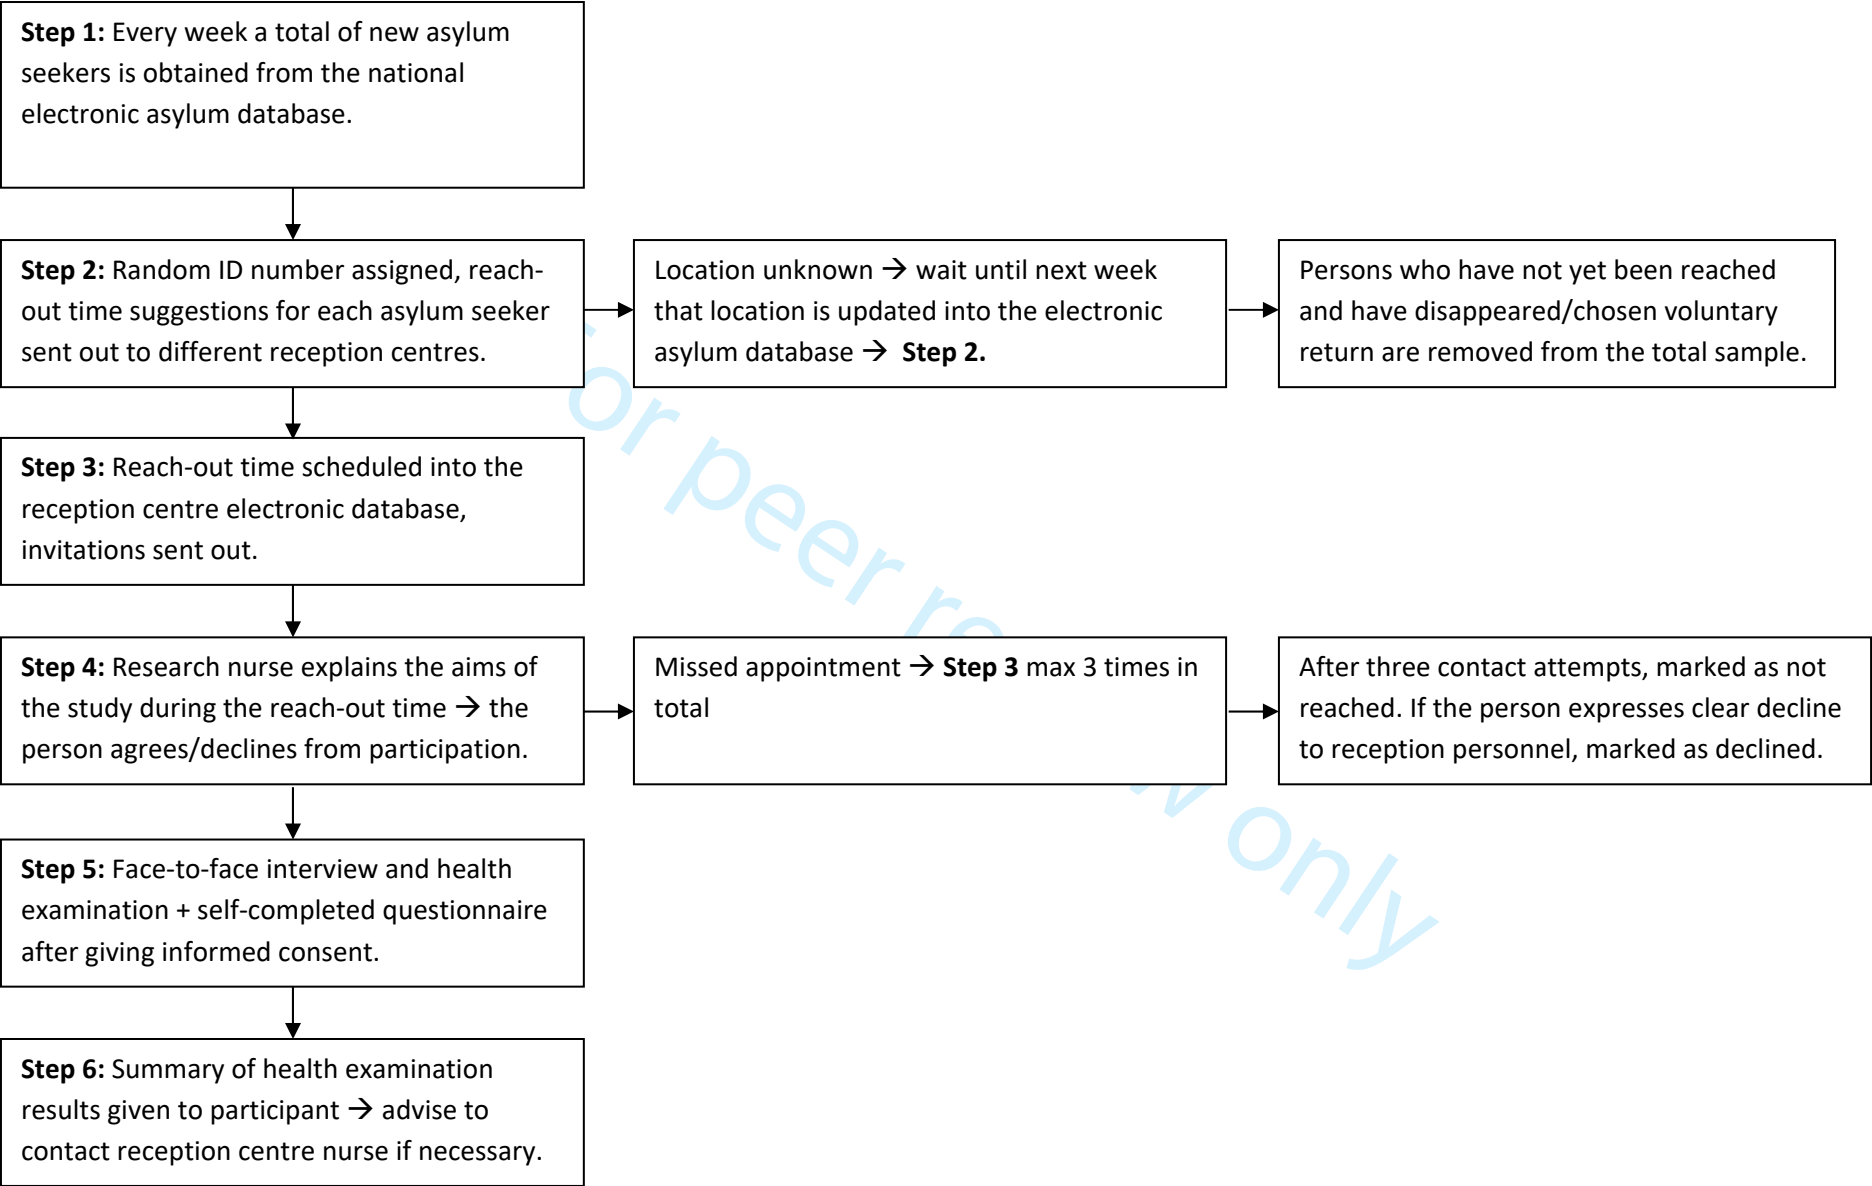 Step 1: Every week a total of new asylum
seekers is obtained from the national
electronic asylum database.
Step 2: Random ID number assigned, reach-
out time suggestions for each asylum seeker
sent out to different reception centres.
Location unknown → wait until next week
that location is updated into the electronic
asylum database → Step 2.
Persons who have not yet been reached
and have disappeared/chosen voluntary
return are removed from the total sample.
Step 3: Reach-out time scheduled into the
reception centre electronic database,
invitations sent out.
Step 4: Research nurse explains the aims of
the study during the reach-out time → the
person agrees/declines from participation.
Missed appointment → Step 3 max 3 times in
total
After three contact attempts, marked as not
reached. If the person expresses clear decline
to reception personnel, marked as declined.
Step 5: Face-to-face interview and health
examination + self-completed questionnaire
after giving informed consent.
Step 6: Summary of health examination
results given to participant → advise to
contact reception centre nurse if necessary.
peer only